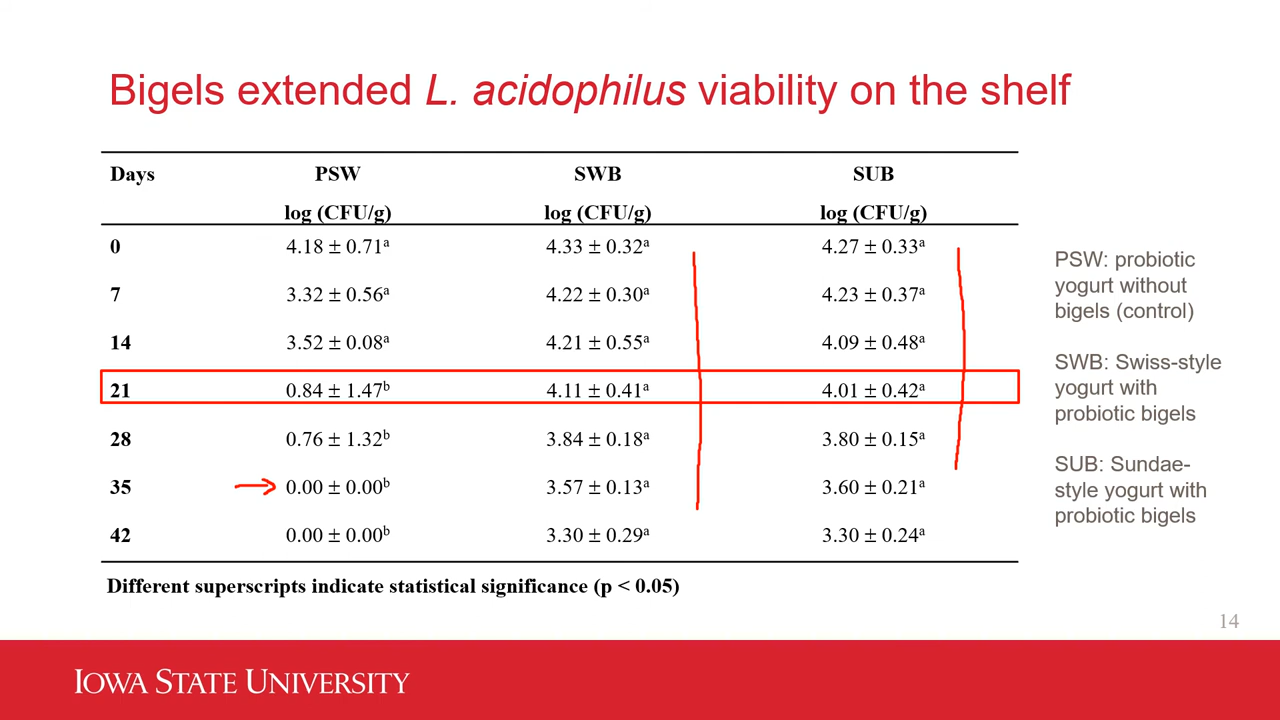 Bigels extended L. acidophilus viability on the shelf
Days PSW SWB SUB
log (CFU/g) log (CFU/g) log (CFU/g)
0 4.18 ± 0.71ᵃ 4.33 ± 0.32ᵃ 4.27 ± 0.33ᵃ
7 3.32 ± 0.56ᵃ 4.22 ± 0.30ᵃ 4.23 ± 0.37ᵃ
14 3.52 ± 0.08ᵃ 4.21 ± 0.55ᵃ 4.09 ± 0.48ᵃ
21 0.84 ± 1.47ᵇ 4.11 ± 0.41ᵃ 4.01 ± 0.42ᵃ
28 0.76 ± 1.32ᵇ 3.84 ± 0.18ᵃ 3.80 ± 0.15ᵃ
35 0.00 ± 0.00ᵇ 3.57 ± 0.13ᵃ 3.60 ± 0.21ᵃ
42 0.00 ± 0.00ᵇ 3.30 ± 0.29ᵃ 3.30 ± 0.24ᵃ
Different superscripts indicate statistical significance (p < 0.05)
PSW: probiotic
yogurt without
bigels (control)
SWB: Swiss-style
yogurt with
probiotic bigels
SUB: Sundae-
style yogurt with
probiotic bigels
14
IOWA STATE UNIVERSITY